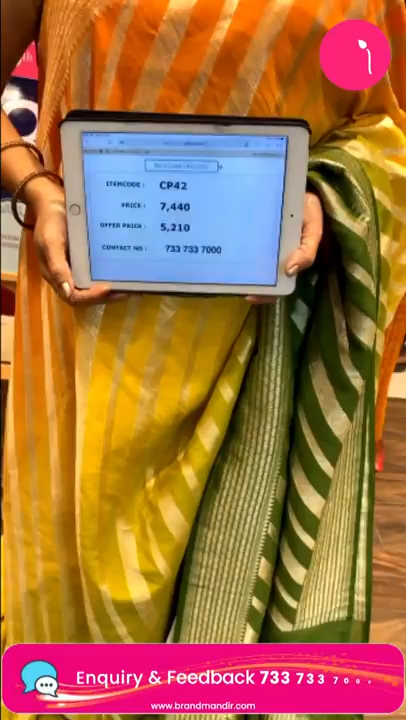 ITEMCODE : CP42
PRICE : 7,440
OFFER PRICE : 5,210
CONTACT NO : 733 733 7000
Enquiry & Feedback 733 733 7000
www.brandmandir.com